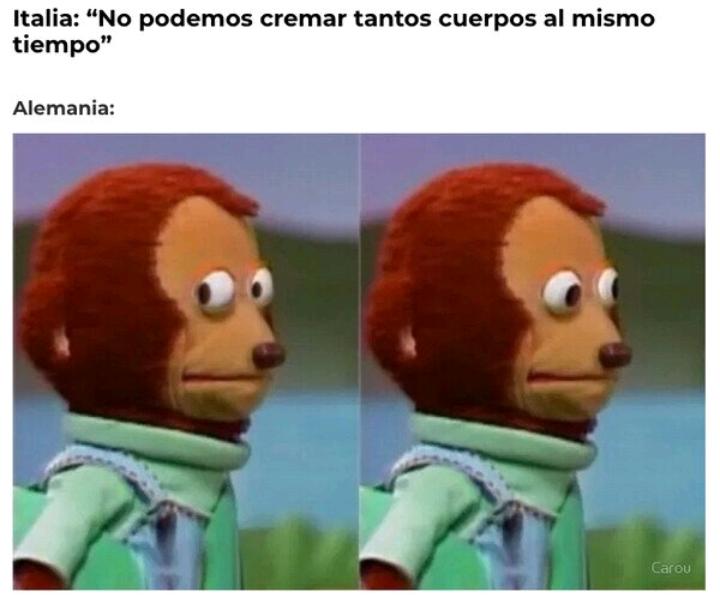 Italia: “No podemos cremar tantos cuerpos al mismo
tiempo”
Alemania:
Carou